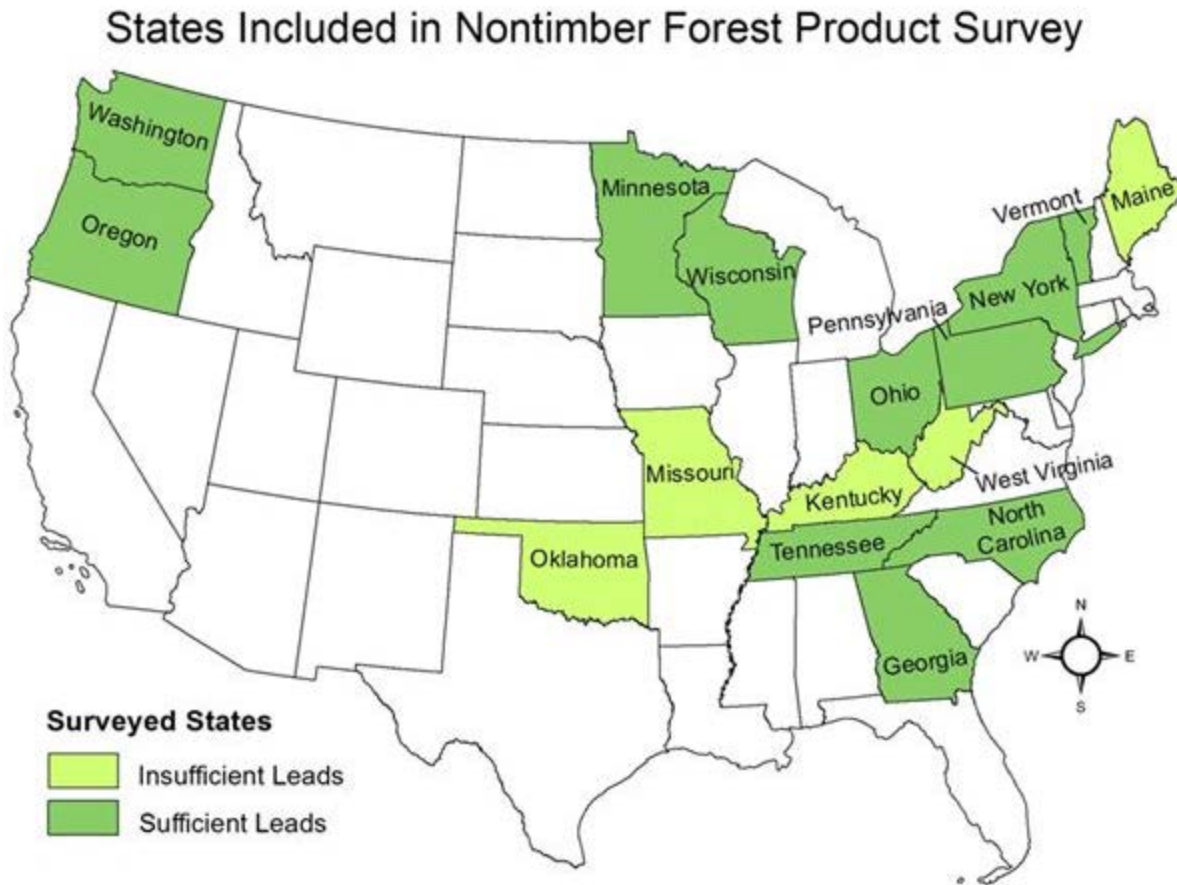 States Included in Nontimber Forest Product Survey
Washington
Oregon
Minnesota
Wisconsin
Vermont
Maine
New York
Pennsylvania
Ohio
Missouri
Kentucky
West Virginia
Oklahoma
Tennessee
North
Carolina
Georgia
N
W
E
S
Surveyed States
Insufficient Leads
Sufficient Leads